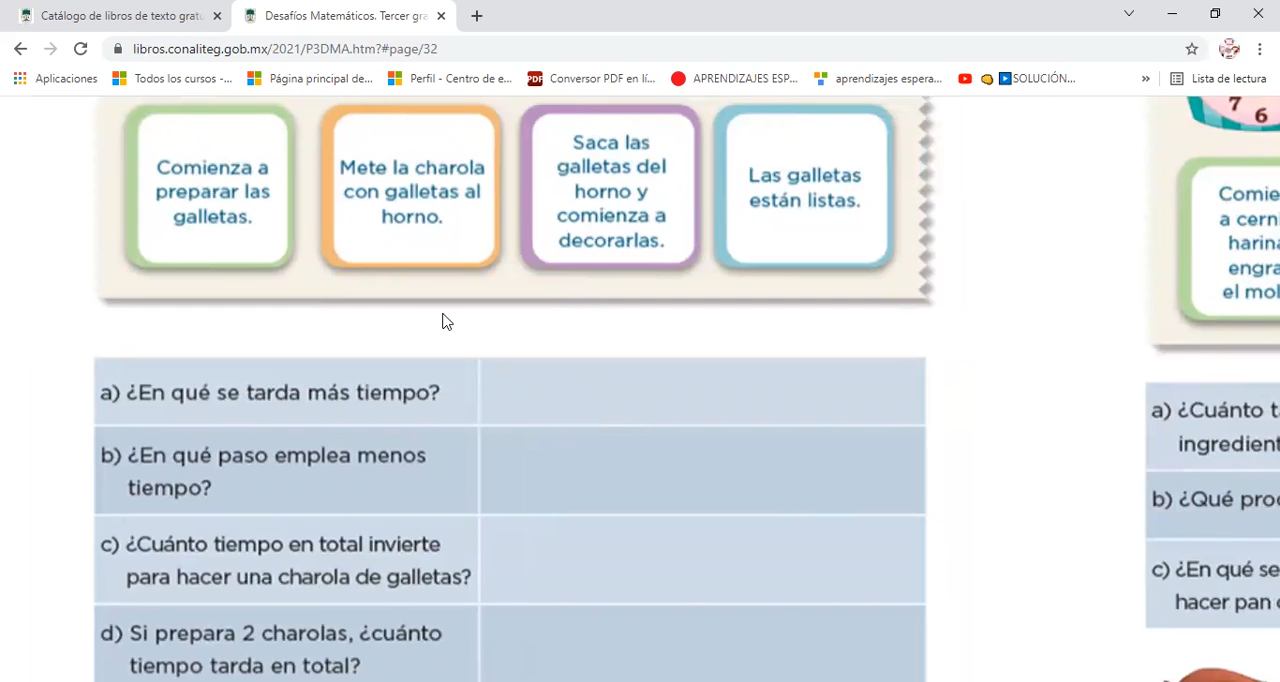 Catálogo de libros de texto gratu
Desafíos Matemáticos. Tercer gra
libros.conaliteg.gob.mx/2021/P3DMA.htm?#page/32
Aplicaciones
Todos los cursos -...
Página principal de...
Perfil - Centro de e...
PDF
Conversor PDF en lí...
APRENDIZAJES ESP...
aprendizajes espera...
SOLUCIÓN...
»
Lista de lectura
Comienza a
preparar las
galletas.
Mete la charola
con galletas al
horno.
Saca las
galletas del
horno y
comienza a
decorarlas.
Las galletas
están listas.
a) ¿En qué se tarda más tiempo?
b) ¿En qué paso emplea menos
tiempo?
c) ¿Cuánto tiempo en total invierte
para hacer una charola de galletas?
d) Si prepara 2 charolas, ¿cuánto
tiempo tarda en total?
7
6
Comie
a cerni
harina
engra
el mol
a) ¿Cuánto t
ingredient
b) ¿Qué proc
c) ¿En qué se
hacer pan